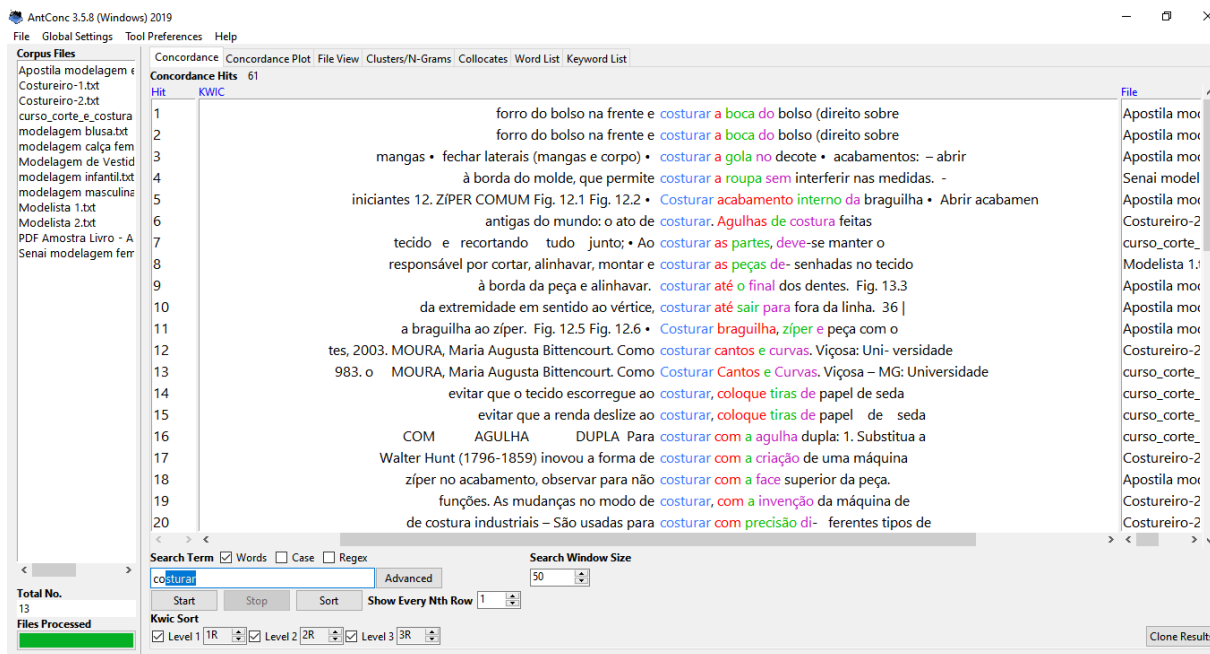 AntConc 3.5.8 (Windows) 2019
File Global Settings Tool Preferences Help
Corpus Files
Apostila modelagem e
Costureiro-1.txt
Costureiro-2.txt
curso_corte_e_costura
modelagem blusa.txt
modelagem calça fem
Modelagem de Vestid
modelagem infantil.txt
modelagem masculina
Modelista 1.txt
Modelista 2.txt
PDF Amostra Livro - A
Senai modelagem fem
Total No.
13
Files Processed
Concordance Concordance Plot File View Clusters/N-Grams Collocates Word List Keyword List
Concordance Hits 61
Hit KWIC File
1 forro do bolso na frente e costurar a boca do bolso (direito sobre Apostila mod
2 forro do bolso na frente e costurar a boca do bolso (direito sobre Apostila mod
3 mangas • fechar laterais (mangas e corpo) • costurar a gola no decote • acabamentos: – abrir Apostila mod
4 à borda do molde, que permite costurar a roupa sem interferir nas medidas. - Senai model
5 iniciantes 12. ZíPER COMUM Fig. 12.1 Fig. 12.2 • Costurar acabamento interno da braguilha • Abrir acabamen Apostila mod
6 antigas do mundo: o ato de costurar. Agulhas de costura feitas Costureiro-2
7 tecido e recortando tudo junto; • Ao costurar as partes, deve-se manter o curso_corte_
8 responsável por cortar, alinhavar, montar e costurar as peças de- senhadas no tecido Modelista 1.t
9 à borda da peça e alinhavar. costurar até o final dos dentes. Fig. 13.3 Apostila mod
10 da extremidade em sentido ao vértice, costurar até sair para fora da linha. 36 | Apostila mod
11 a braguilha ao zíper. Fig. 12.5 Fig. 12.6 • Costurar braguilha, zíper e peça com o Apostila mod
12 tes, 2003. MOURA, Maria Augusta Bittencourt. Como costurar cantos e curvas. Viçosa: Uni- versidade Costureiro-2
13 983. o MOURA, Maria Augusta Bittencourt. Como Costurar Cantos e Curvas. Viçosa – MG: Universidade curso_corte_
14 evitar que o tecido escorregue ao costurar, coloque tiras de papel de seda curso_corte_
15 evitar que a renda deslize ao costurar, coloque tiras de papel de seda curso_corte_
16 COM AGULHA DUPLA Para costurar com a agulha dupla: 1. Substitua a curso_corte_
17 Walter Hunt (1796-1859) inovou a forma de costurar com a criação de uma máquina Costureiro-2
18 zíper no acabamento, observar para não costurar com a face superior da peça. Apostila mod
19 funções. As mudanças no modo de costurar, com a invenção da máquina de Costureiro-2
20 de costura industriais – São usadas para costurar com precisão di- ferentes tipos de Costureiro-2
Search Term Words Case Regex Search Window Size
costurar Advanced 50
Start Stop Sort Show Every Nth Row 1
Kwic Sort
Level 1 1R Level 2 2R Level 3 3R Clone Results